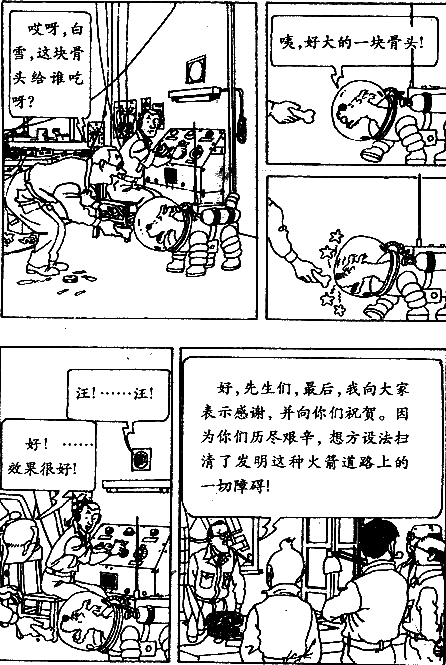 哎呀，白
雪，这块骨
头给谁吃
呀？
咦，好大的一块骨头！
汪！……汪！
好！……
效果很好！
好，先生们，最后，我向大家
表示感谢，并向你们祝贺。因
为你们历尽艰辛，想方设法扫
清了发明这种火箭道路上的
一切障碍！